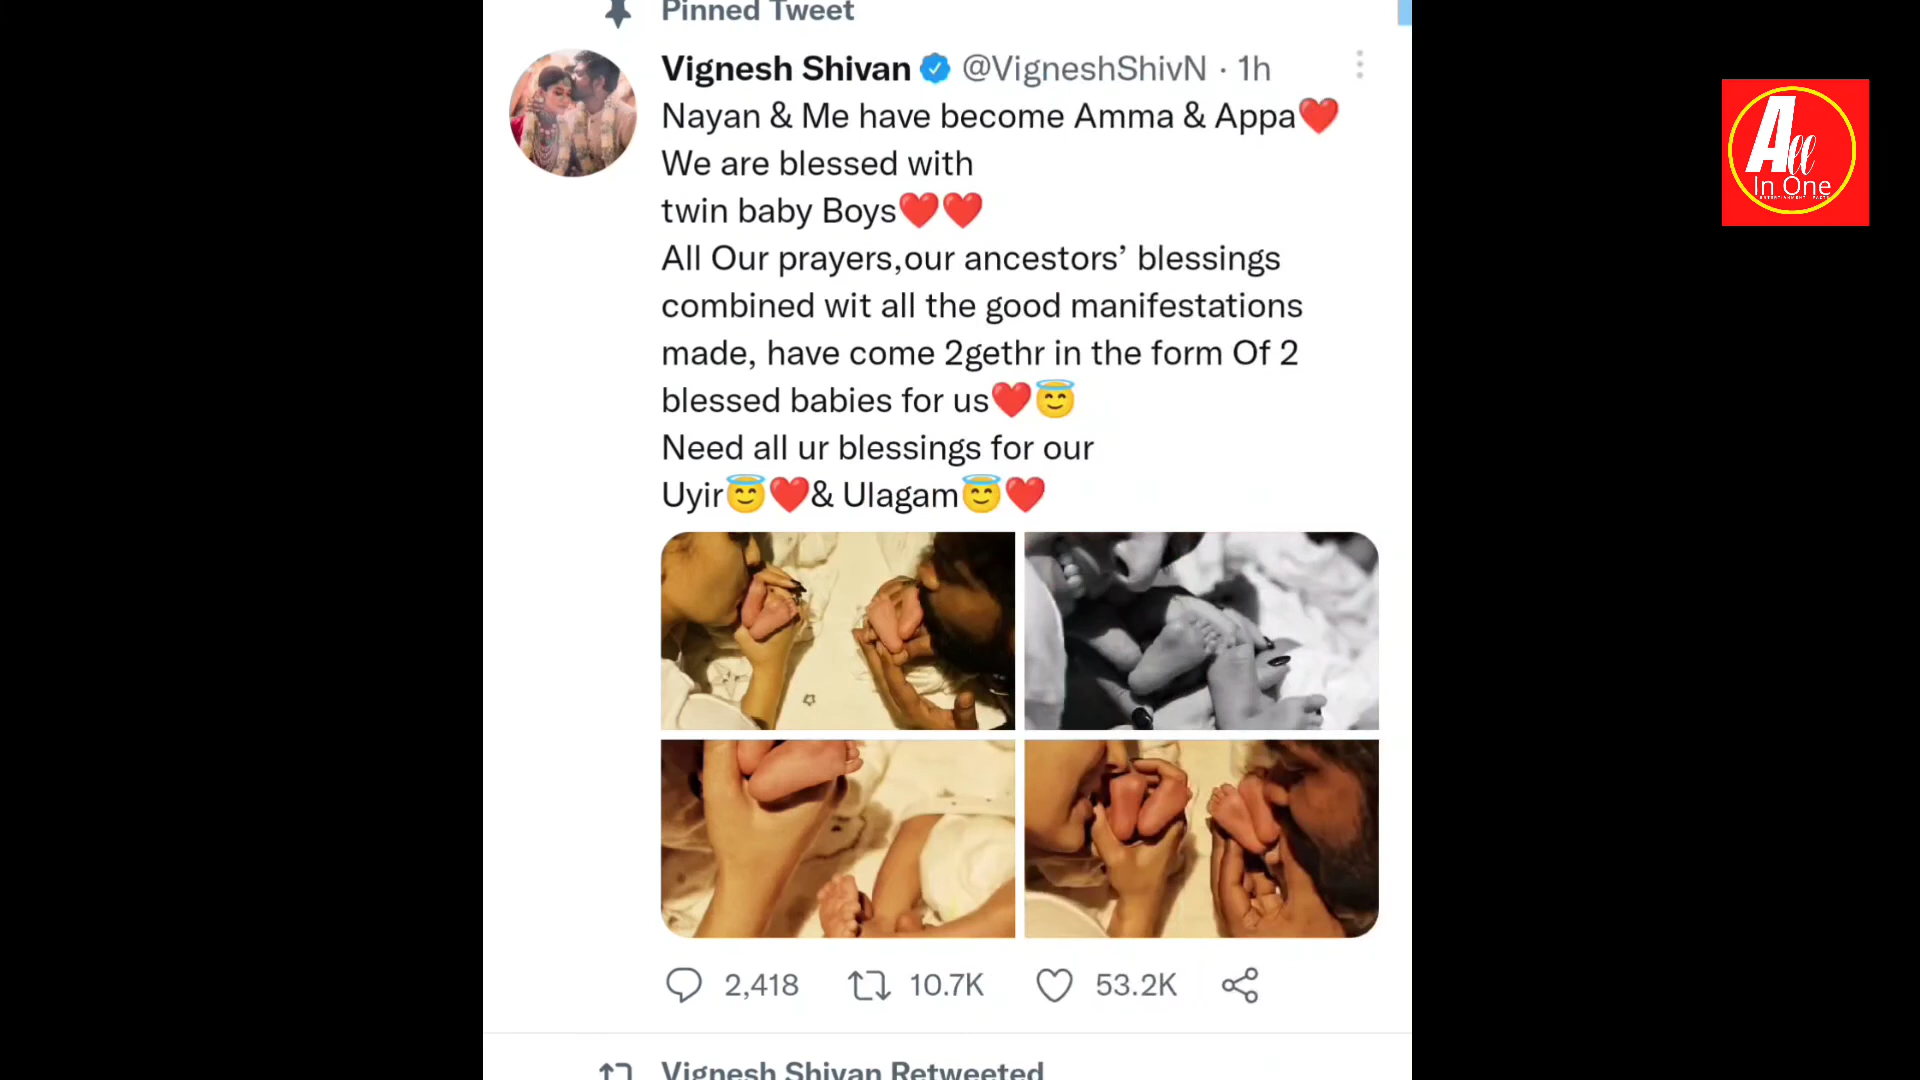 Pinned Tweet
Vignesh Shivan @VigneshShivN · 1h
Nayan & Me have become Amma & Appa❤️
We are blessed with
twin baby Boys❤️❤️
All Our prayers,our ancestors’ blessings
combined wit all the good manifestations
made, have come 2gethr in the form Of 2
blessed babies for us❤️😇
Need all ur blessings for our
Uyir😇❤️& Ulagam😇❤️
2,418 10.7K 53.2K
Vignesh Shivan Retweeted
All
In One